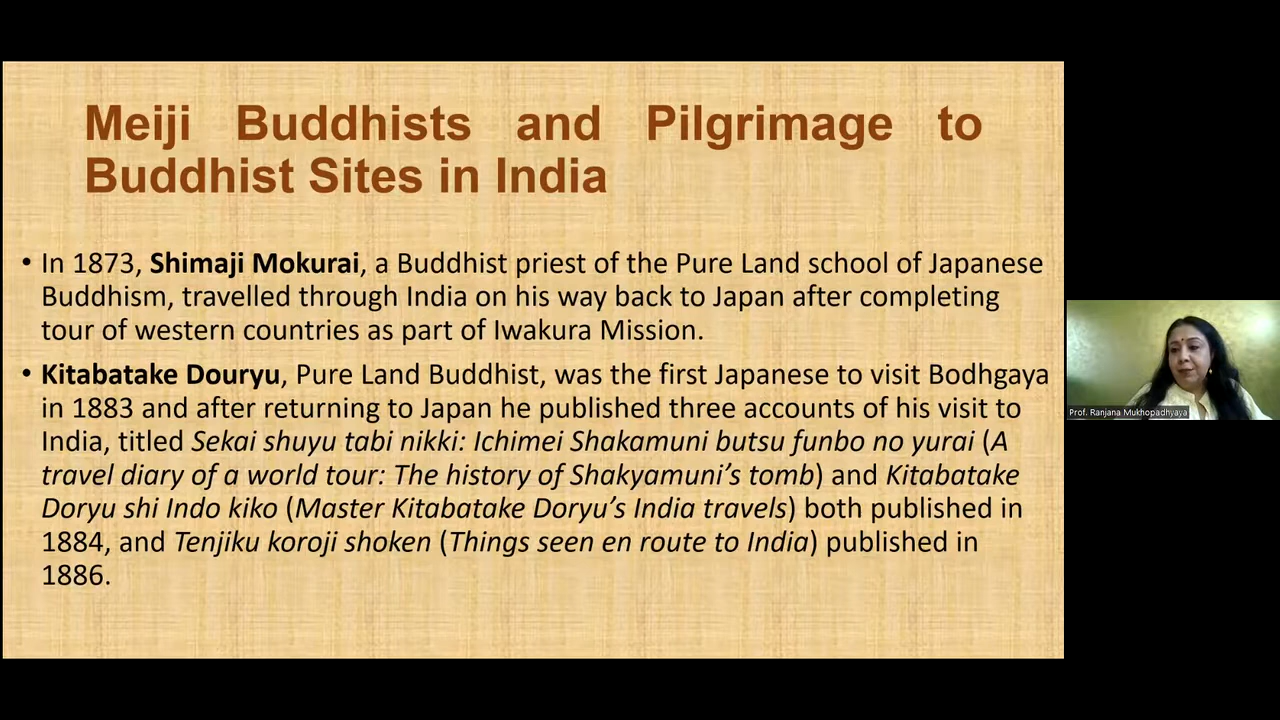 Meiji Buddhists and Pilgrimage to
Buddhist Sites in India
• In 1873, Shimaji Mokurai, a Buddhist priest of the Pure Land school of Japanese
Buddhism, travelled through India on his way back to Japan after completing
tour of western countries as part of Iwakura Mission.
• Kitabatake Douryu, Pure Land Buddhist, was the first Japanese to visit Bodhgaya
in 1883 and after returning to Japan he published three accounts of his visit to
India, titled Sekai shuyu tabi nikki: Ichimei Shakamuni butsu funbo no yurai (A
travel diary of a world tour: The history of Shakyamuni’s tomb) and Kitabatake
Doryu shi Indo kiko (Master Kitabatake Doryu’s India travels) both published in
1884, and Tenjiku koroji shoken (Things seen en route to India) published in
1886.
Prof. Ranjana Mukhopadhyaya